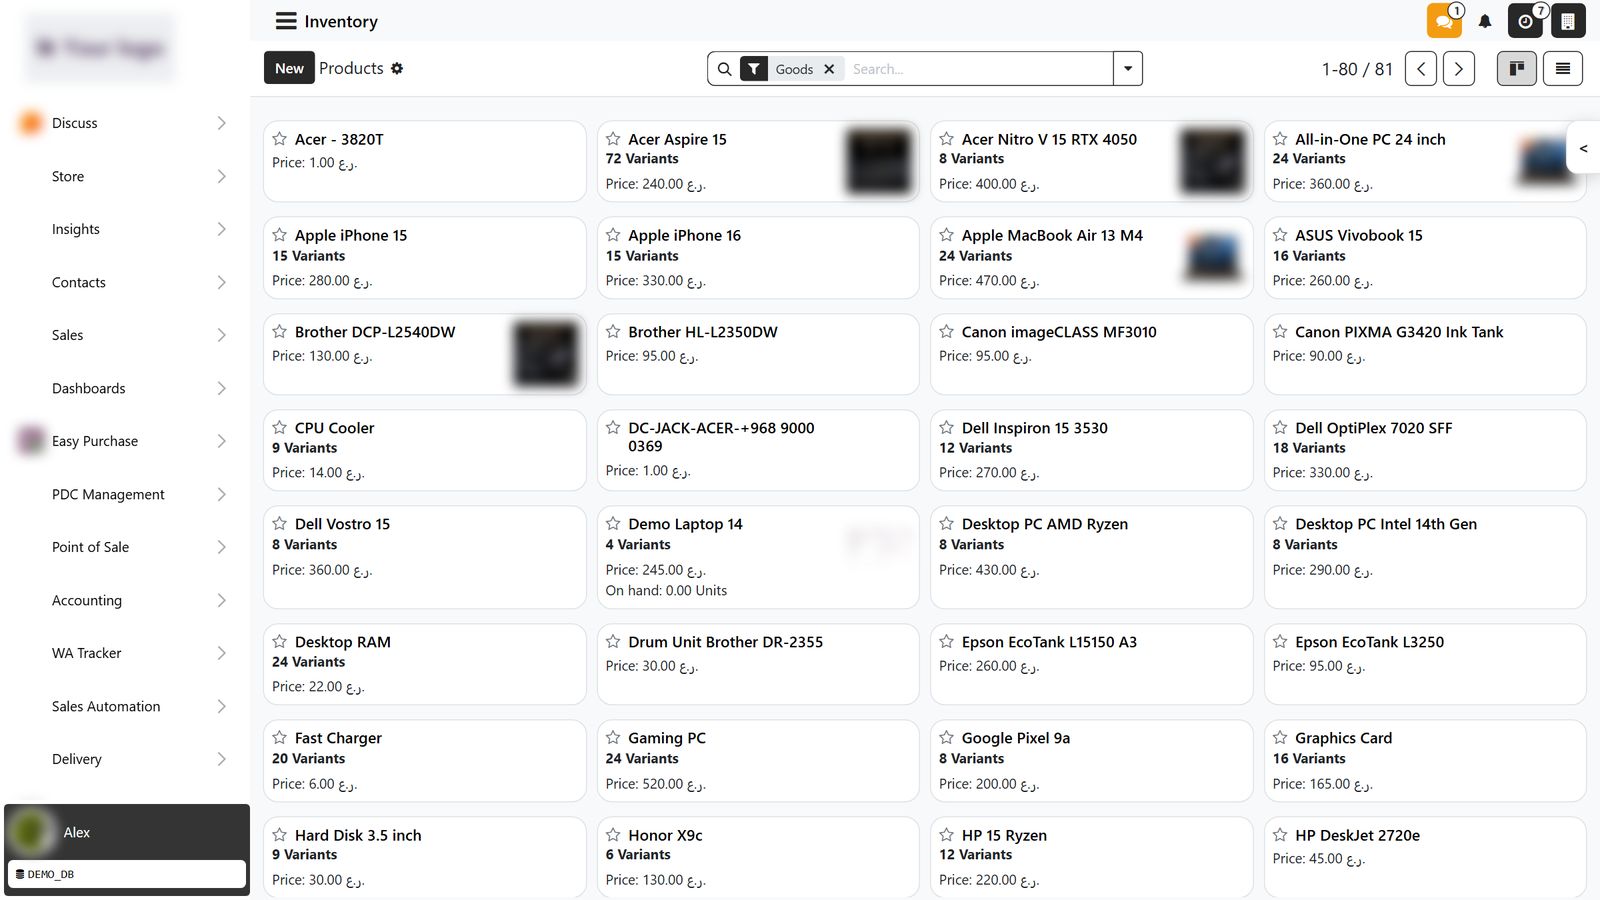 Inventory
1
7
New
Products
Goods
Search...
1-80 / 81
Discuss
Store
Insights
Contacts
Sales
Dashboards
Easy Purchase
PDC Management
Point of Sale
Accounting
WA Tracker
Sales Automation
Delivery
Alex
DEMO_DB
<
Acer - 3820T
Price: 1.00 ر.ع.
Acer Aspire 15
72 Variants
Price: 240.00 ر.ع.
Acer Nitro V 15 RTX 4050
8 Variants
Price: 400.00 ر.ع.
All-in-One PC 24 inch
24 Variants
Price: 360.00 ر.ع.
Apple iPhone 15
15 Variants
Price: 280.00 ر.ع.
Apple iPhone 16
15 Variants
Price: 330.00 ر.ع.
Apple MacBook Air 13 M4
24 Variants
Price: 470.00 ر.ع.
ASUS Vivobook 15
16 Variants
Price: 260.00 ر.ع.
Brother DCP-L2540DW
Price: 130.00 ر.ع.
Brother HL-L2350DW
Price: 95.00 ر.ع.
Canon imageCLASS MF3010
Price: 95.00 ر.ع.
Canon PIXMA G3420 Ink Tank
Price: 90.00 ر.ع.
CPU Cooler
9 Variants
Price: 14.00 ر.ع.
DC-JACK-ACER-+968 9000
0369
Price: 1.00 ر.ع.
Dell Inspiron 15 3530
12 Variants
Price: 270.00 ر.ع.
Dell OptiPlex 7020 SFF
18 Variants
Price: 330.00 ر.ع.
Dell Vostro 15
8 Variants
Price: 360.00 ر.ع.
Demo Laptop 14
4 Variants
Price: 245.00 ر.ع.
On hand: 0.00 Units
Desktop PC AMD Ryzen
8 Variants
Price: 430.00 ر.ع.
Desktop PC Intel 14th Gen
8 Variants
Price: 290.00 ر.ع.
Desktop RAM
24 Variants
Price: 22.00 ر.ع.
Drum Unit Brother DR-2355
Price: 30.00 ر.ع.
Epson EcoTank L15150 A3
Price: 260.00 ر.ع.
Epson EcoTank L3250
Price: 95.00 ر.ع.
Fast Charger
20 Variants
Price: 6.00 ر.ع.
Gaming PC
24 Variants
Price: 520.00 ر.ع.
Google Pixel 9a
8 Variants
Price: 200.00 ر.ع.
Graphics Card
16 Variants
Price: 165.00 ر.ع.
Hard Disk 3.5 inch
9 Variants
Price: 30.00 ر.ع.
Honor X9c
6 Variants
Price: 130.00 ر.ع.
HP 15 Ryzen
12 Variants
Price: 220.00 ر.ع.
HP DeskJet 2720e
Price: 45.00 ر.ع.